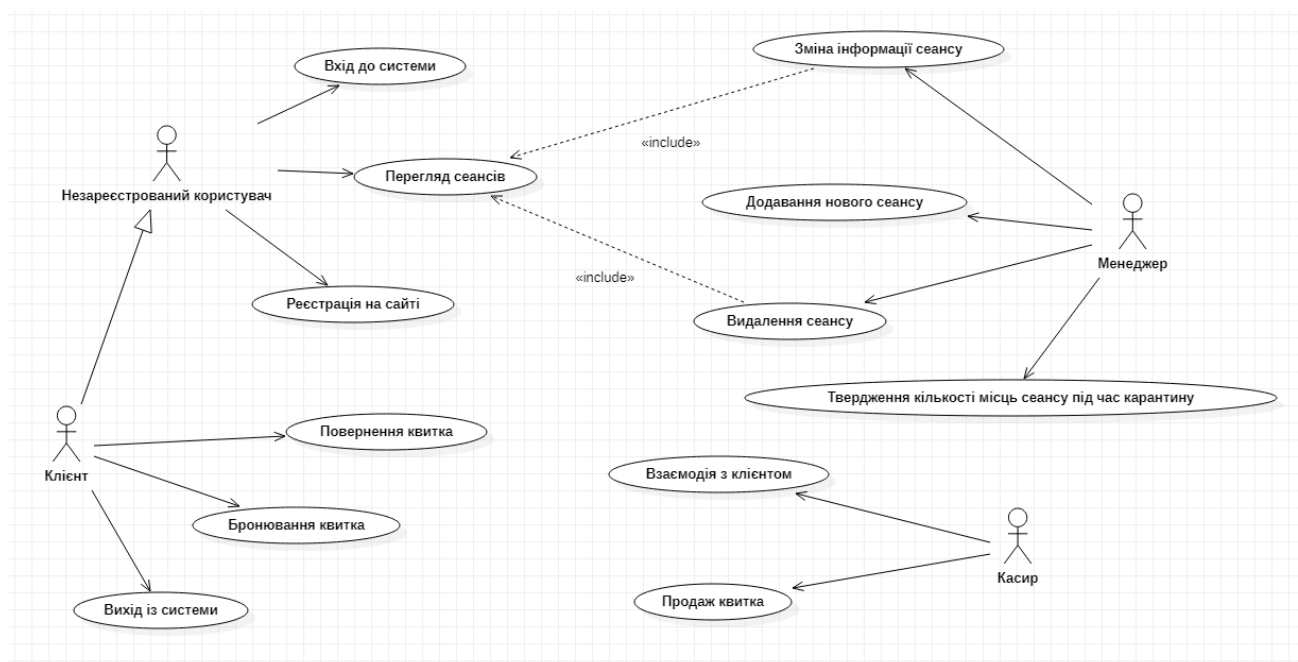 Зміна інформації сеансу
Вхід до системи
«include»
Перегляд сеансів
Незареєстрований користувач
Додавання нового сеансу
Менеджер
«include»
Реєстрація на сайті
Видалення сеансу
Твердження кількості місць сеансу під час карантину
Повернення квитка
Клієнт
Взаємодія з клієнтом
Бронювання квитка
Касир
Продаж квитка
Вихід із системи